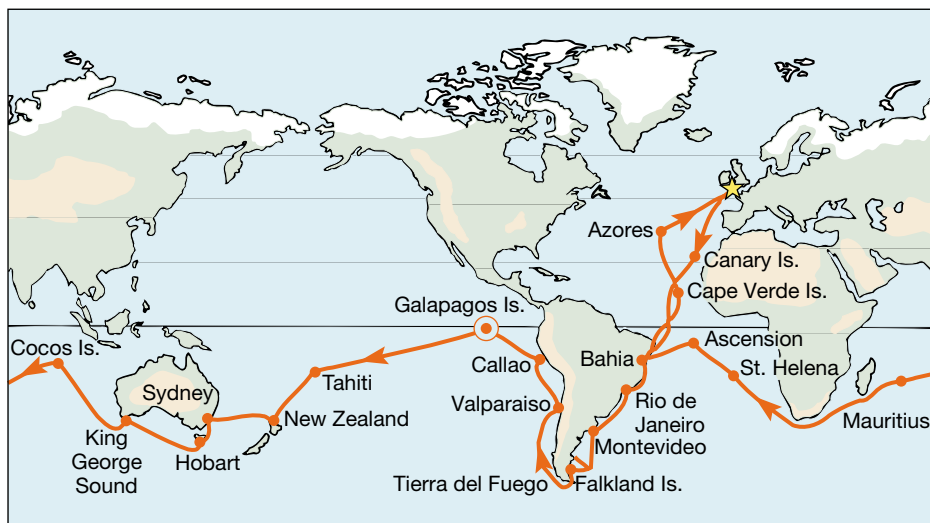 Azores
Canary Is.
Cape Verde Is.
Galapagos Is.
Ascension
Cocos Is.
Callao
Bahia
St. Helena
Tahiti
Sydney
Valparaiso
Rio de
Janeiro
Mauritius
New Zealand
King
George
Sound
Hobart
Montevideo
Tierra del Fuego
Falkland Is.